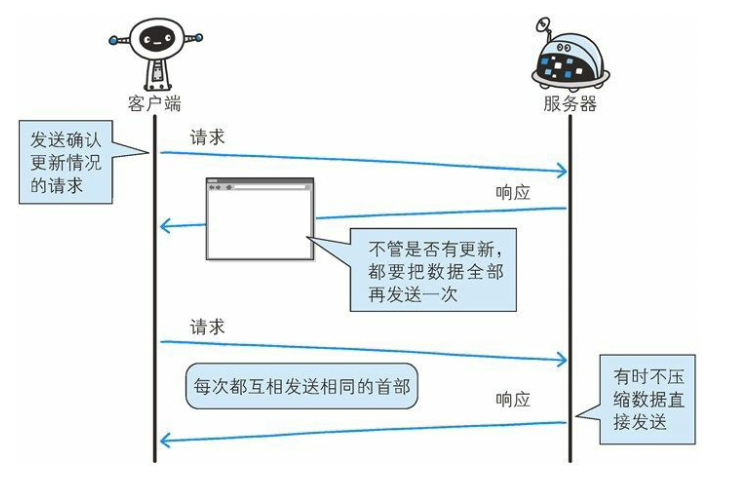 客户端
服务器
发送确认
更新情况
的请求
请求
响应
不管是否有更新，
都要把数据全部
再发送一次
请求
每次都互相发送相同的首部
响应
有时不压
缩数据直
接发送